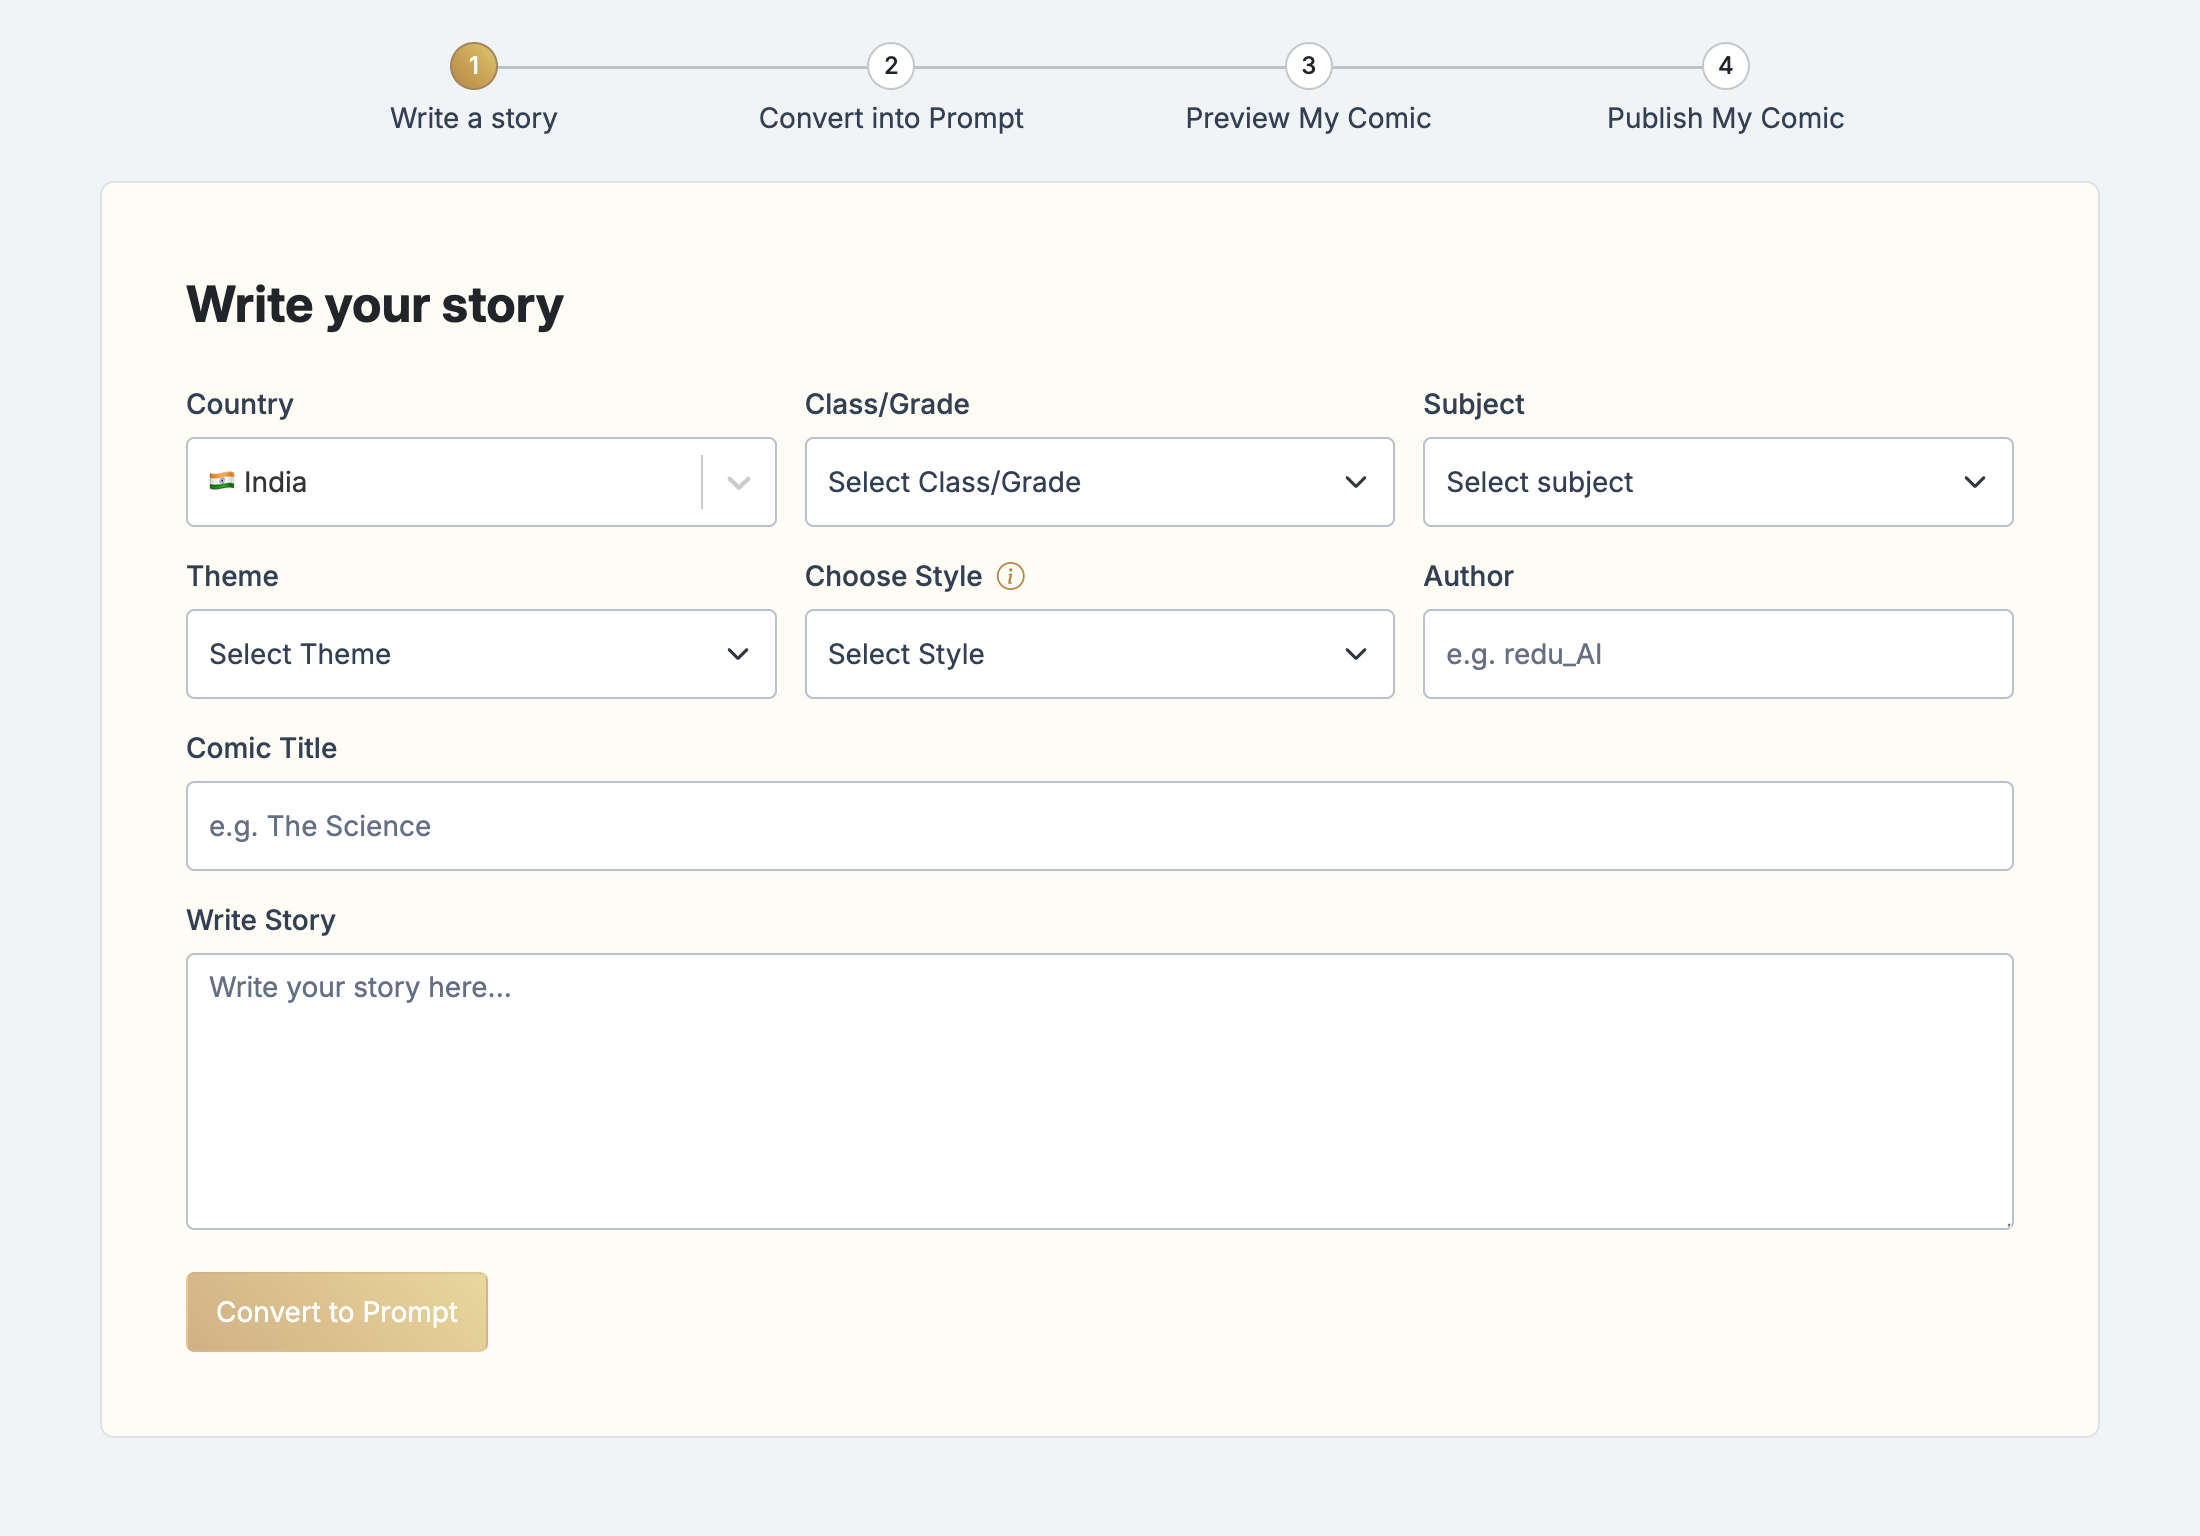 1
2
3
4
Write a story
Convert into Prompt
Preview My Comic
Publish My Comic
Write your story
Country
Class/Grade
Subject
India
Select Class/Grade
Select subject
Theme
Choose Style i
Author
Select Theme
Select Style
e.g. redu_AI
Comic Title
e.g. The Science
Write Story
Write your story here...
Convert to Prompt